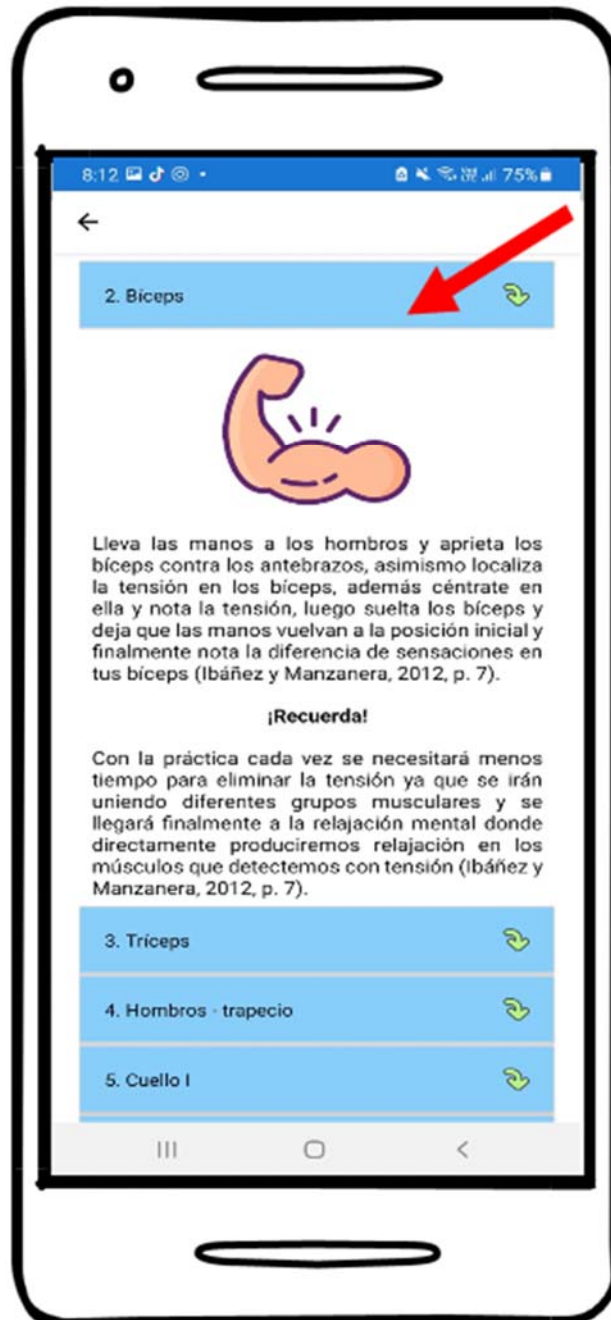 8:12
75%
2. Bíceps
Lleva las manos a los hombros y aprieta los
bíceps contra los antebrazos, asimismo localiza
la tensión en los bíceps, además céntrate en
ella y nota la tensión, luego suelta los bíceps y
deja que las manos vuelvan a la posición inicial y
finalmente nota la diferencia de sensaciones en
tus bíceps (Ibáñez y Manzanera, 2012, p. 7).
¡Recuerda!
Con la práctica cada vez se necesitará menos
tiempo para eliminar la tensión ya que se irán
uniendo diferentes grupos musculares y se
llegará finalmente a la relajación mental donde
directamente produciremos relajación en los
músculos que detectemos con tensión (Ibáñez y
Manzanera, 2012, p. 7).
3. Tríceps
4. Hombros - trapecio
5. Cuello I